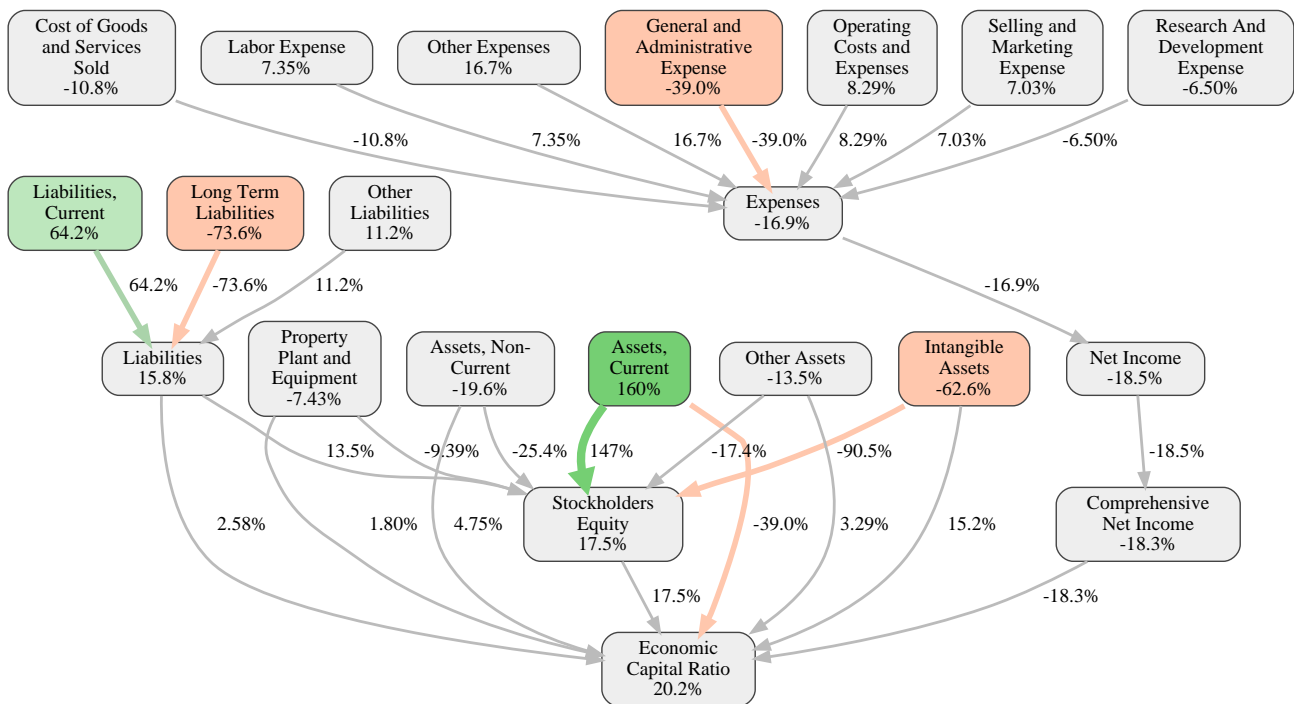 Cost of Goods
and Services
Sold
-10.8%
Labor Expense
7.35%
Other Expenses
16.7%
General and
Administrative
Expense
-39.0%
Operating
Costs and
Expenses
8.29%
Selling and
Marketing
Expense
7.03%
Research And
Development
Expense
-6.50%
-10.8%
7.35%
16.7%
-39.0%
8.29%
7.03%
-6.50%
Liabilities,
Current
64.2%
Long Term
Liabilities
-73.6%
Other
Liabilities
11.2%
Expenses
-16.9%
64.2%
-73.6%
11.2%
-16.9%
Liabilities
15.8%
Property
Plant and
Equipment
-7.43%
Assets, Non-
Current
-19.6%
Assets,
Current
160%
Other Assets
-13.5%
Intangible
Assets
-62.6%
Net Income
-18.5%
13.5%
-9.39%
-25.4%
147%
-17.4%
-90.5%
-18.5%
Stockholders
Equity
17.5%
Comprehensive
Net Income
-18.3%
2.58%
1.80%
4.75%
-39.0%
3.29%
15.2%
17.5%
-18.3%
Economic
Capital Ratio
20.2%